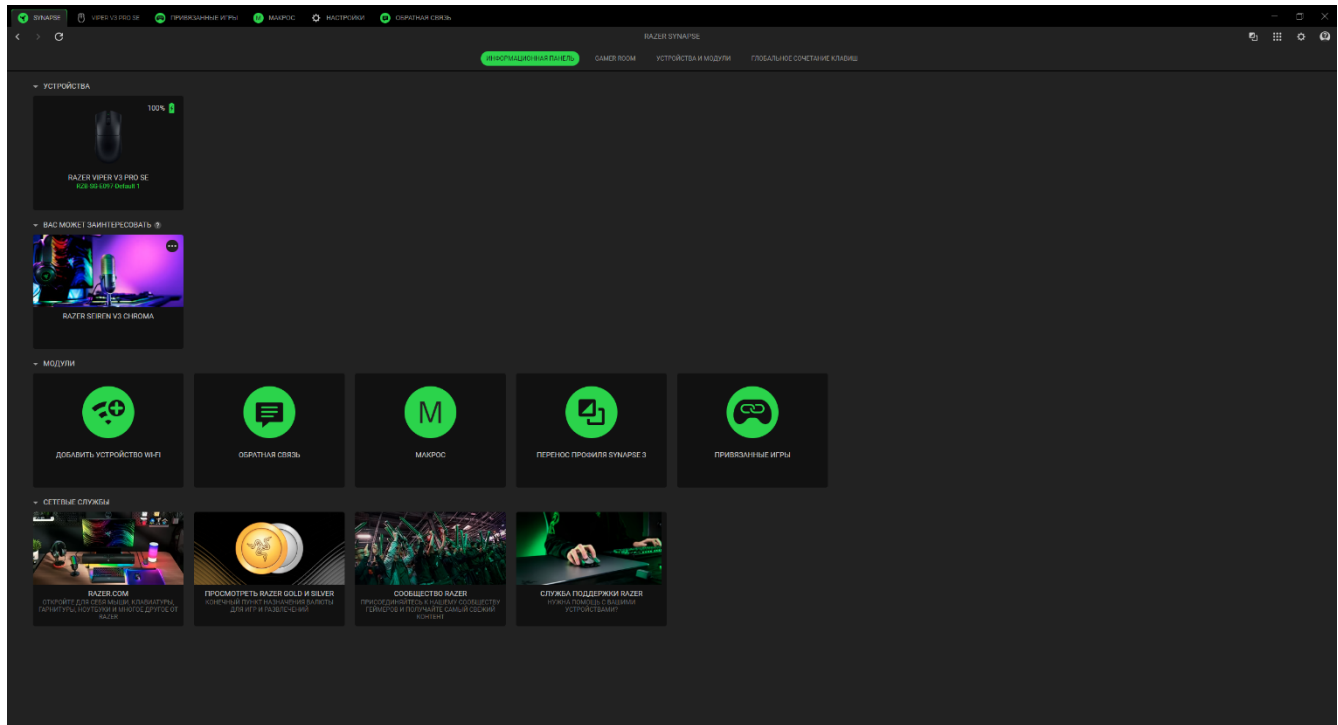 SYNAPSE
VIPER V3 PRO SE
ПРИВЯЗАННЫЕ ИГРЫ
МАКРОС
НАСТРОЙКИ
ОБРАТНАЯ СВЯЗЬ
RAZER SYNAPSE
ИНФОРМАЦИОННАЯ ПАНЕЛЬ
GAMER ROOM
УСТРОЙСТВА И МОДУЛИ
ГЛОБАЛЬНОЕ СОЧЕТАНИЕ КЛАВИШ
УСТРОЙСТВА
100%
RAZER VIPER V3 PRO SE
Default 1
ВАС МОЖЕТ ЗАИНТЕРЕСОВАТЬ ?
RAZER SEIREN V3 CHROMA
МОДУЛИ
M
ДОБАВИТЬ УСТРОЙСТВО WI-FI
ОБРАТНАЯ СВЯЗЬ
МАКРОС
ПЕРЕНОС ПРОФИЛЯ SYNAPSE 3
ПРИВЯЗАННЫЕ ИГРЫ
СЕТЕВЫЕ СЛУЖБЫ
RAZER.COM
ОТКРОЙТЕ ДЛЯ СЕБЯ МЫШИ, КЛАВИАТУРЫ,
ГАРНИТУРЫ, НОУТБУКИ И МНОГОЕ ДРУГОЕ ОТ
RAZER
ПРОСМОТРЕТЬ RAZER GOLD И SILVER
КОНЕЧНЫЙ ПУНКТ НАЗНАЧЕНИЯ ВАЛЮТЫ
ДЛЯ ИГР И РАЗВЛЕЧЕНИЙ
СООБЩЕСТВО RAZER
ПРИСОЕДИНЯЙТЕСЬ К НАШЕМУ СООБЩЕСТВУ
ГЕЙМЕРОВ И ПОЛУЧАЙТЕ САМЫЙ СВЕЖИЙ
КОНТЕНТ
СЛУЖБА ПОДДЕРЖКИ RAZER
НУЖНА ПОМОЩЬ С ВАШИМИ
УСТРОЙСТВАМИ?